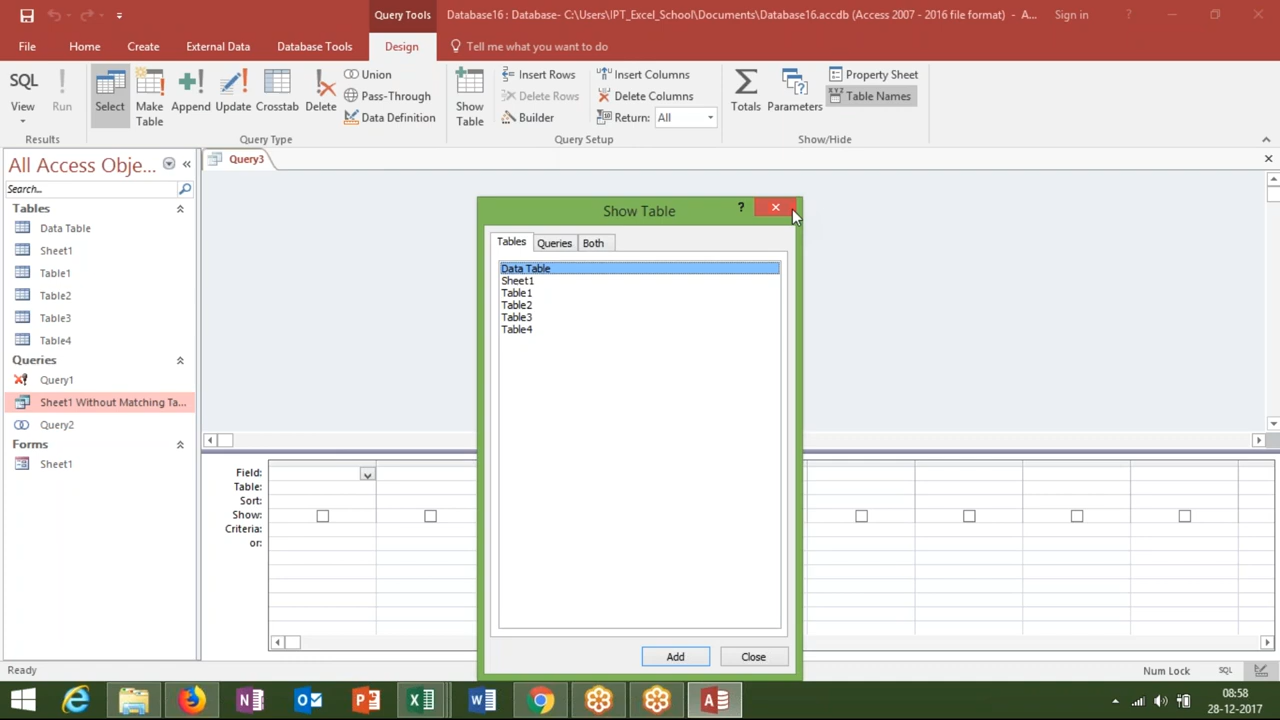 Query Tools
Database16 : Database- C:\Users\IPT_Excel_School\Documents\Database16.accdb (Access 2007 - 2016 file format) - A...
Sign in
?
File Home Create External Data Database Tools Design Tell me what you want to do
SQL
View
Run
Select
Make
Table
Append
Update
Crosstab
Delete
Union
Pass-Through
Data Definition
Show
Table
Insert Rows
Delete Rows
Builder
Insert Columns
Delete Columns
Return: All
Totals
Parameters
Property Sheet
XYZ Table Names
Results
Query Type
Query Setup
Show/Hide
All Access Obje...
Search...
Tables
Data Table
Sheet1
Table1
Table2
Table3
Table4
Queries
Query1
Sheet1 Without Matching Ta...
Query2
Forms
Sheet1
Query3
Show Table
?
Tables Queries Both
Data Table
Sheet1
Table1
Table2
Table3
Table4
Add Close
Field:
Table:
Sort:
Show:
Criteria:
or:
Ready
Num Lock
SQL
08:58
28-12-2017